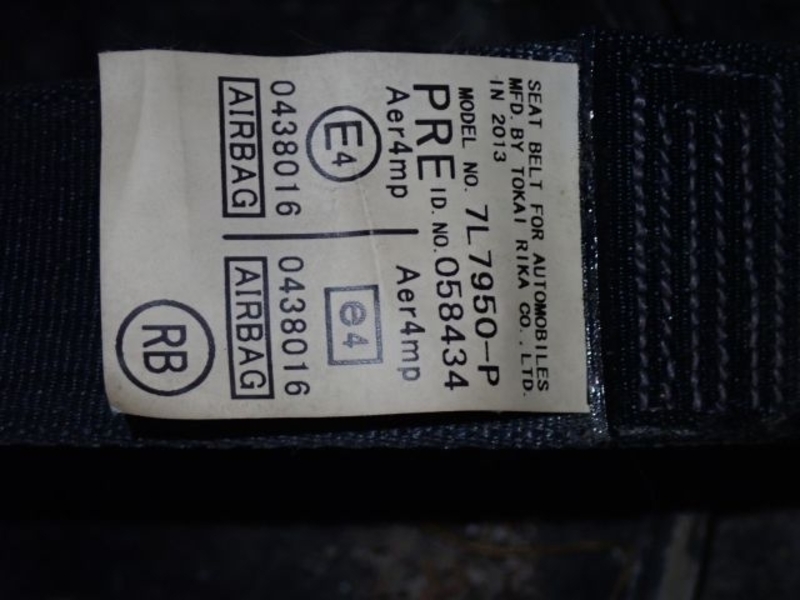 SEAT BELT FOR AUTOMOBILES
MFD. BY TOKAI RIKA CO., LTD.
IN 2013
MODEL NO. 7L7950-P
PRE ID. NO. 058434
Aer4mp Aer4mp
E4 e4
0438016 0438016
AIRBAG AIRBAG
RB